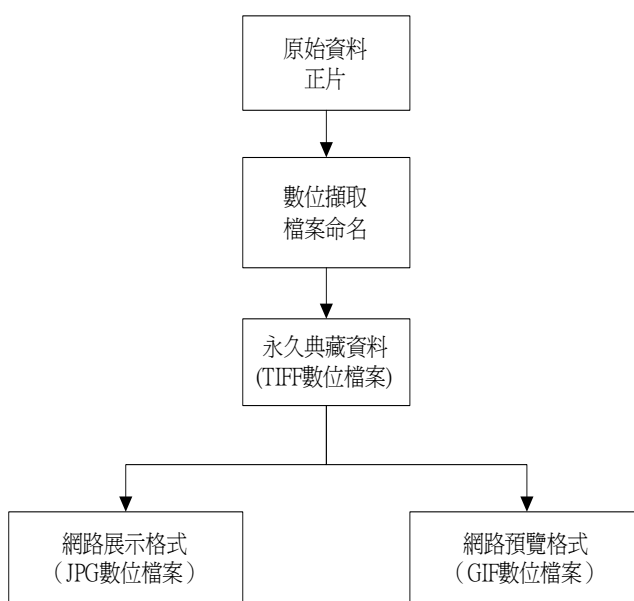 原始資料
正片
數位擷取
檔案命名
永久典藏資料
(TIFF數位檔案)
網路展示格式
（JPG數位檔案）
網路預覽格式
（GIF數位檔案）